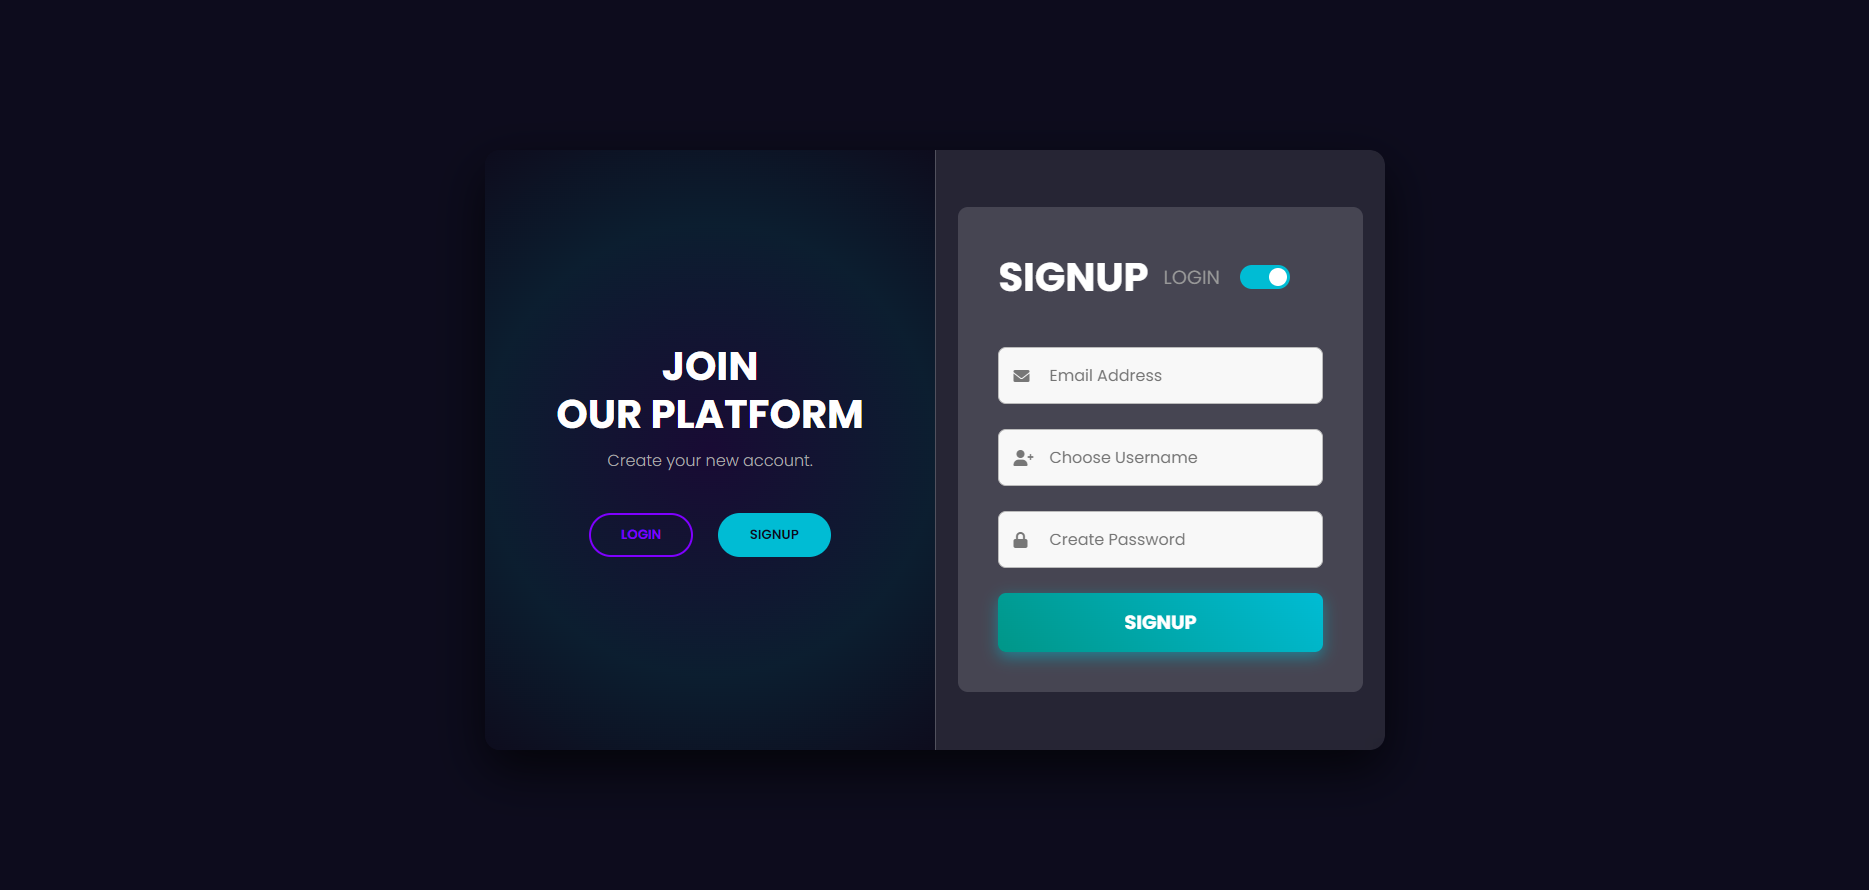 JOIN
OUR PLATFORM
Create your new account.
LOGIN SIGNUP
SIGNUP LOGIN
Email Address
Choose Username
Create Password
SIGNUP